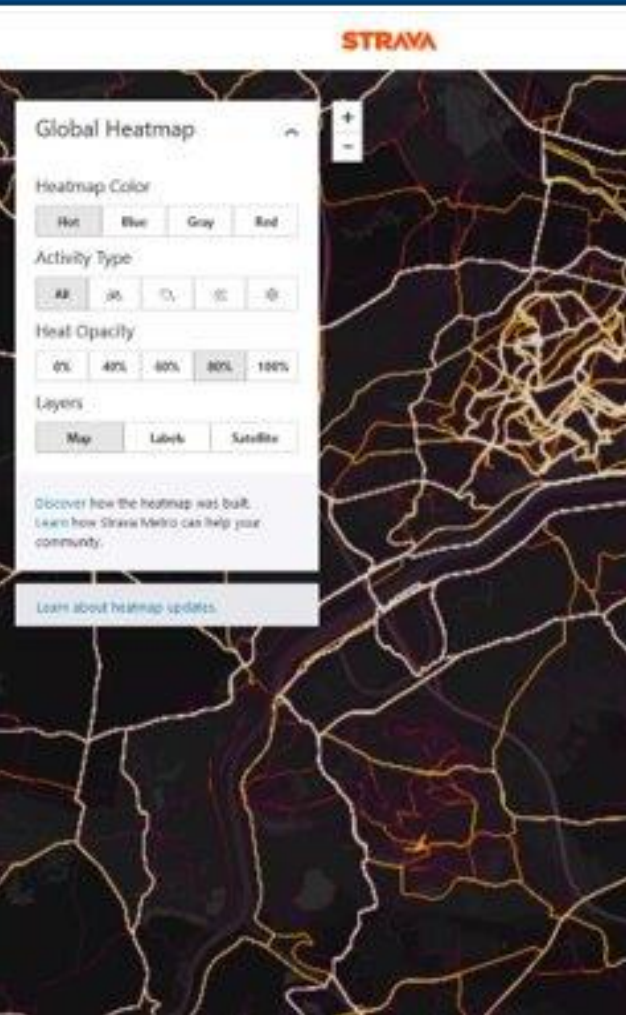 STRAVA
Global Heatmap
+
-
Heatmap Color
Hot Blue Gray Red
Activity Type
All
Heat Opacity
0% 40% 60% 80% 100%
Layers
Map Labels Satellite
Discover how the heatmap was built.
Learn how Strava Metro can help your
community.
Learn about heatmap updates.